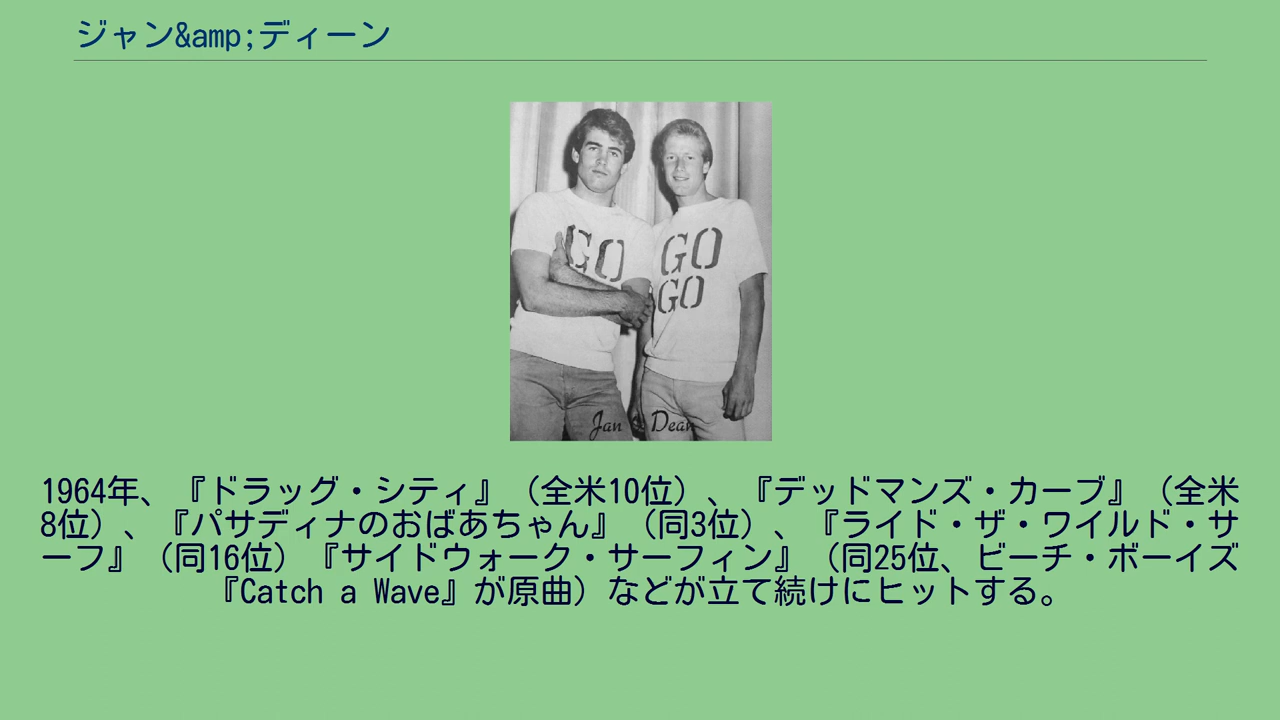 ジャン&amp;ディーン
GO
GO
GO
Jan & Dean
1964年、『ドラッグ・シティ』（全米10位）、『デッドマンズ・カーブ』（全米
8位）、『パサディナのおばあちゃん』（同3位）、『ライド・ザ・ワイルド・サ
ーフ』（同16位）『サイドウォーク・サーフィン』（同25位、ビーチ・ボーイズ
『Catch a Wave』が原曲）などが立て続けにヒットする。